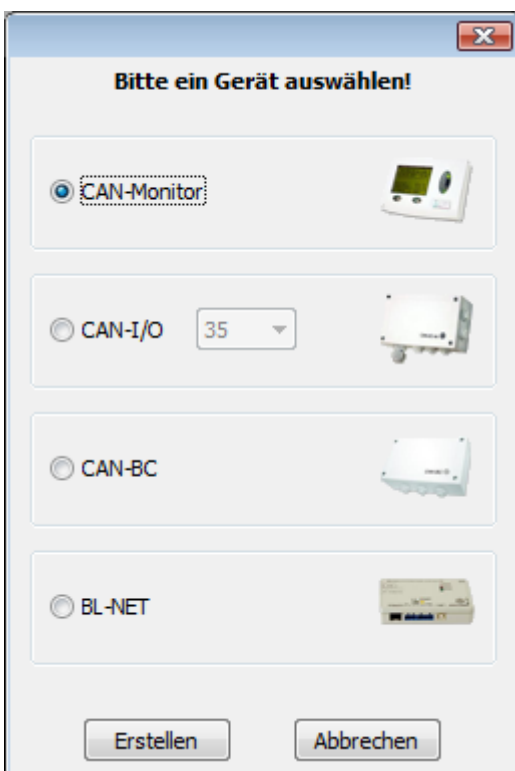 Bitte ein Gerät auswählen!
CAN-Monitor
CAN-I/O 35
CAN-BC
BL-NET
Erstellen Abbrechen